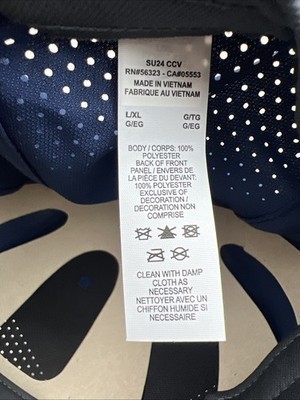 SU24 CCV
RN#56323 - CA#05553
MADE IN VIETNAM
FABRIQUE AU VIETNAM
L/XL G/TG
G/EG G/EG
BODY / CORPS: 100%
POLYESTER
BACK OF FRONT
PANEL / ENVERS DE
LA PIÈCE DU DEVANT:
100% POLYESTER
EXCLUSIVE OF
DECORATION / NON
COMPRISE
CLEAN WITH DAMP
CLOTH AS
NECESSARY
NETTOYER AVEC UN
CHIFFON HUMIDE SI
NECESSAIRE